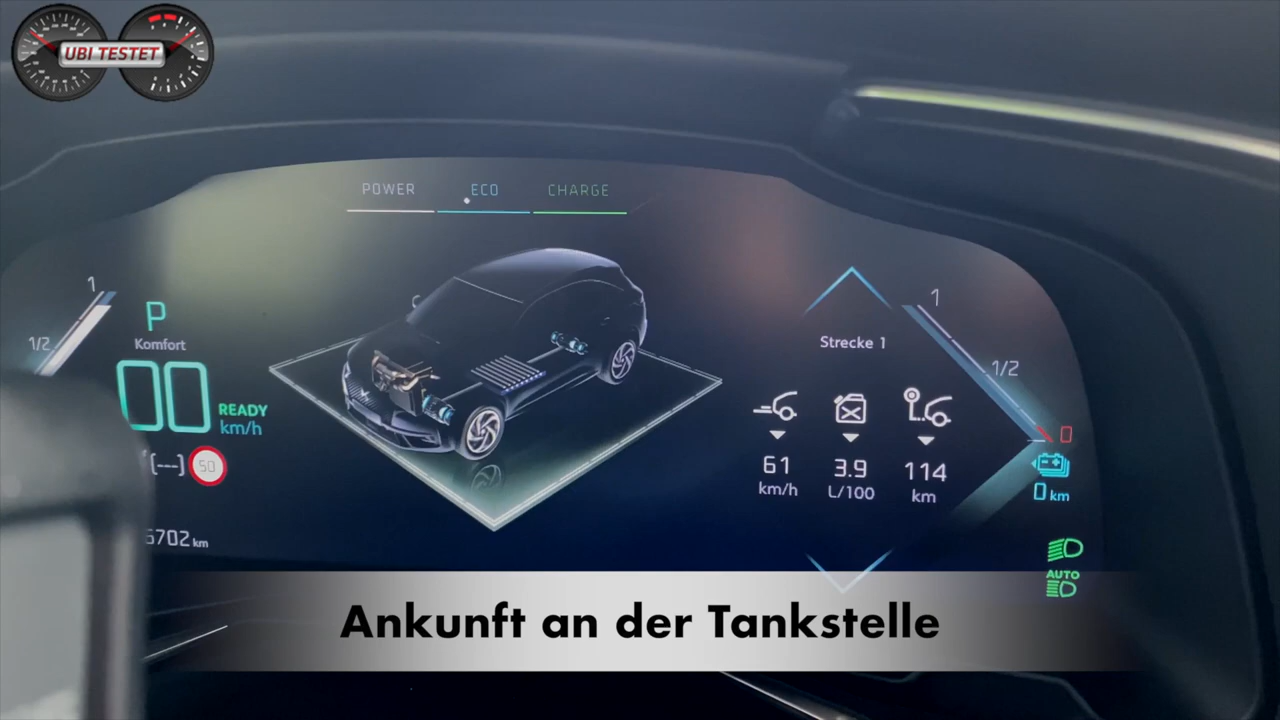 UBI TESTET
POWER ECO CHARGE
1
1/2
P
Komfort
00
READY
km/h
[---] 50
6702 km
Strecke 1
61 3.9 114
km/h L/100 km
1
1/2
0
0 km
AUTO
Ankunft an der Tankstelle